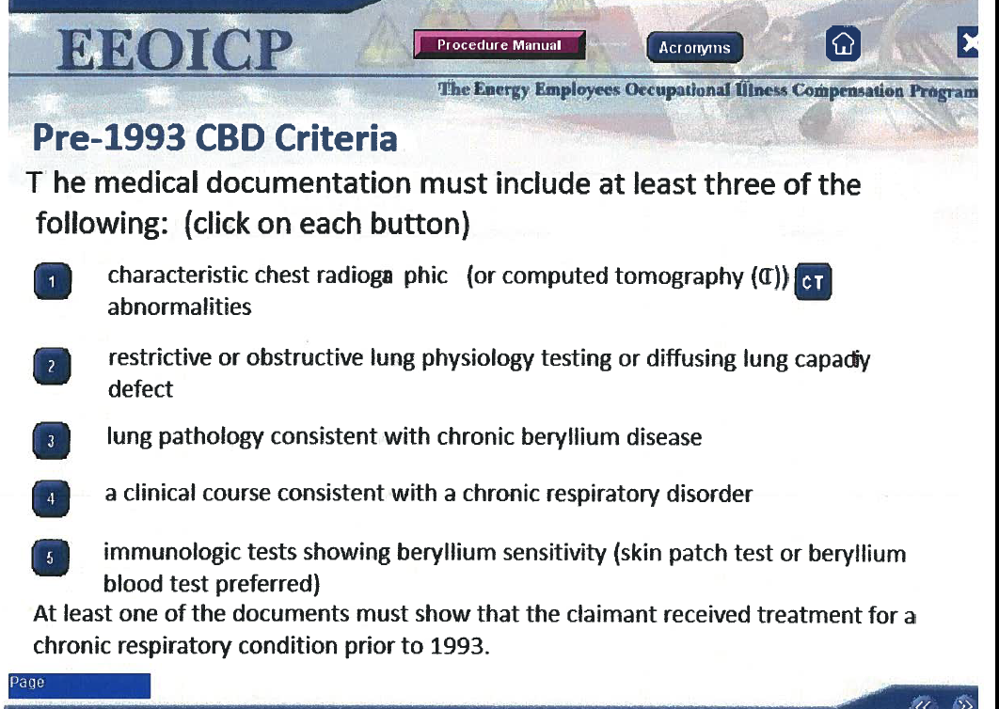 EEOICP
Procedure Manual
Acronyms
The Energy Employees Occupational Illness Compensation Program
Pre-1993 CBD Criteria
T he medical documentation must include at least three of the
following: (click on each button)
1 characteristic chest radioga phic (or computed tomography (CT)) CT
abnormalities
2 restrictive or obstructive lung physiology testing or diffusing lung capadiy
defect
3 lung pathology consistent with chronic beryllium disease
4 a clinical course consistent with a chronic respiratory disorder
5 immunologic tests showing beryllium sensitivity (skin patch test or beryllium
blood test preferred)
At least one of the documents must show that the claimant received treatment for a
chronic respiratory condition prior to 1993.
Page